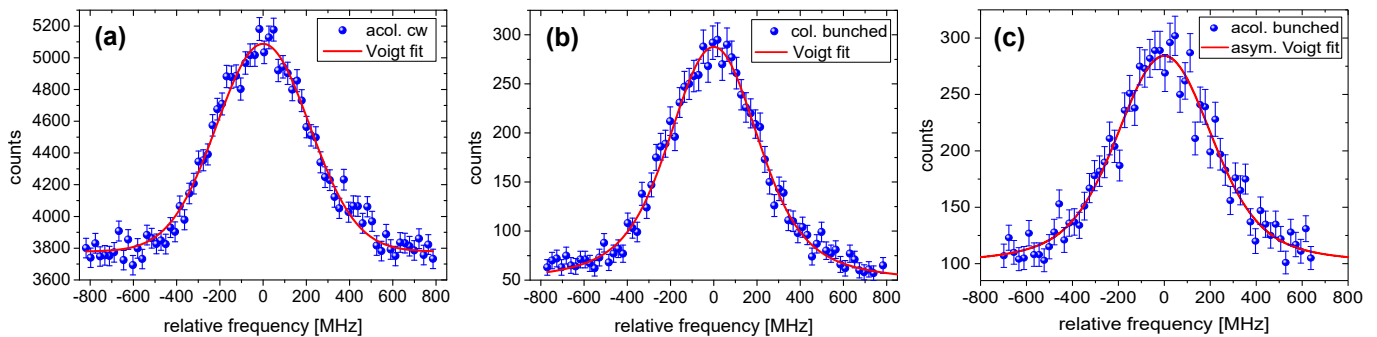 (a)
acol. cw
Voigt fit
5200
5000
4800
4600
4400
4200
4000
3800
3600
counts
-800 -600 -400 -200 0 200 400 600 800
relative frequency [MHz]
(b)
col. bunched
Voigt fit
300
250
200
150
100
50
counts
-800 -600 -400 -200 0 200 400 600 800
relative frequency [MHz]
(c)
acol. bunched
asym. Voigt fit
300
250
200
150
100
counts
-800 -600 -400 -200 0 200 400 600 800
relative frequency [MHz]